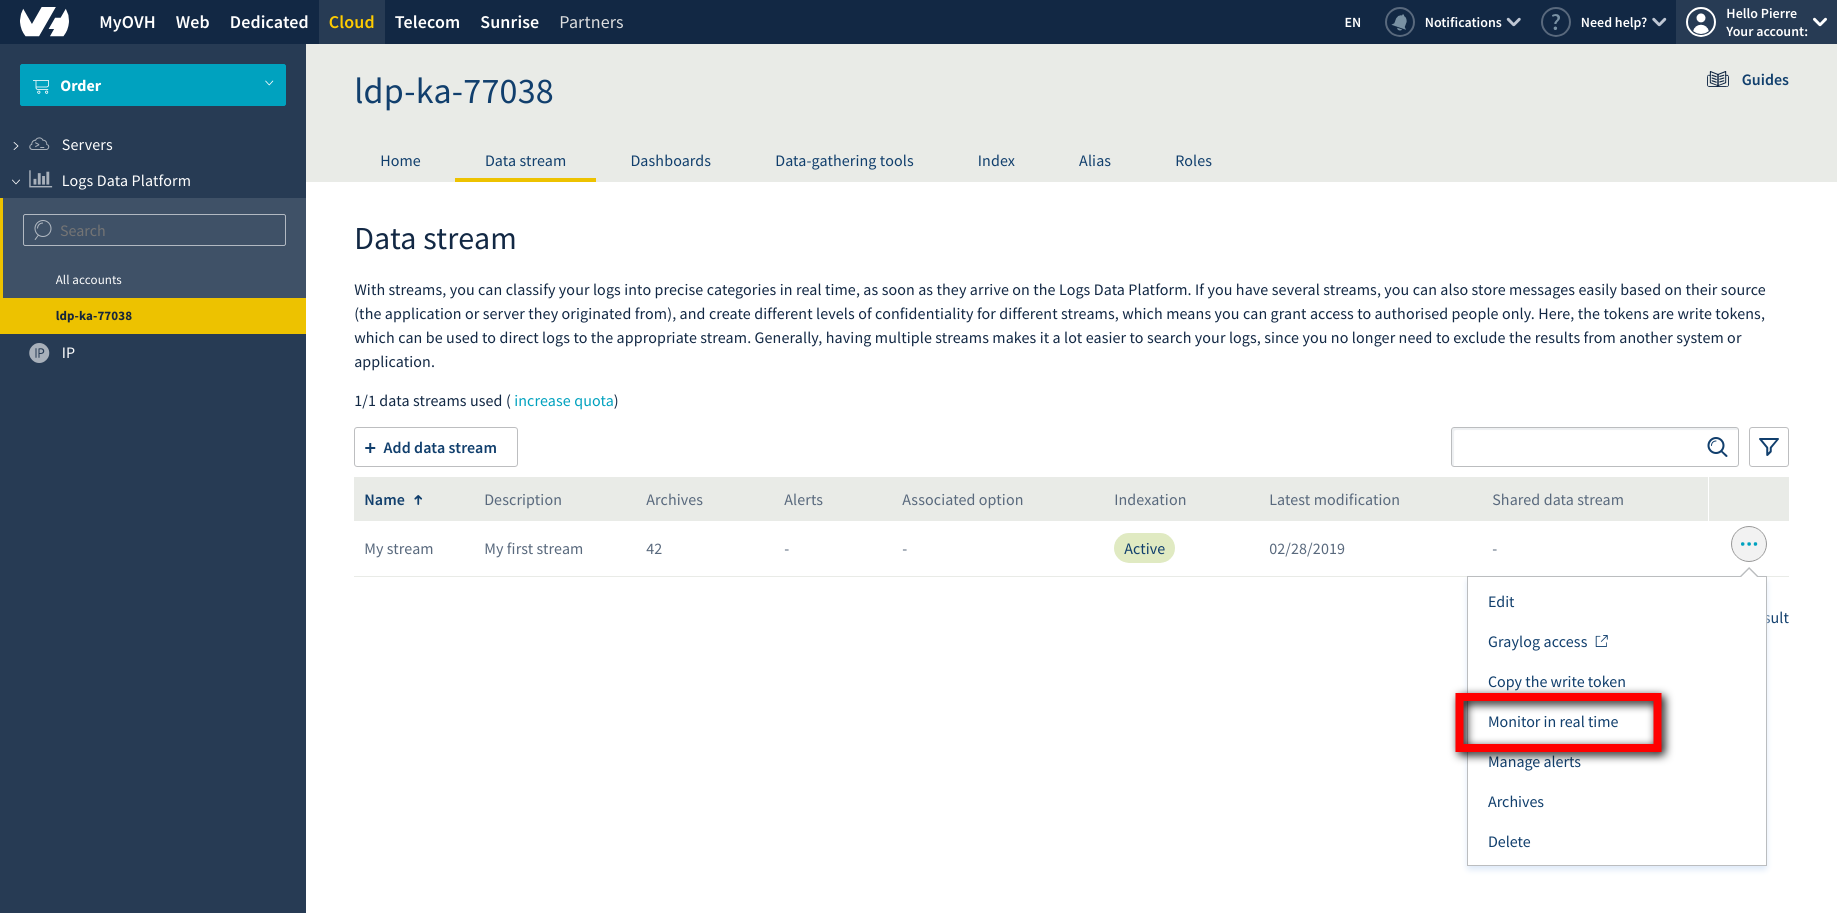 MyOVH Web Dedicated Cloud Telecom Sunrise Partners EN Notifications ? Need help? Hello Pierre
Your account:
Order
Servers
Logs Data Platform
Search
All accounts
ldp-ka-77038
IP IP
ldp-ka-77038
Guides
Home Data stream Dashboards Data-gathering tools Index Alias Roles
Data stream
With streams, you can classify your logs into precise categories in real time, as soon as they arrive on the Logs Data Platform. If you have several streams, you can also store messages easily based on their source
(the application or server they originated from), and create different levels of confidentiality for different streams, which means you can grant access to authorised people only. Here, the tokens are write tokens,
which can be used to direct logs to the appropriate stream. Generally, having multiple streams makes it a lot easier to search your logs, since you no longer need to exclude the results from another system or
application.
1/1 data streams used ( increase quota)
+ Add data stream
Name ↑ Description Archives Alerts Associated option Indexation Latest modification Shared data stream
My stream My first stream 42 - - Active 02/28/2019 - ...
Edit
sult
Graylog access
Copy the write token
Monitor in real time
Manage alerts
Archives
Delete